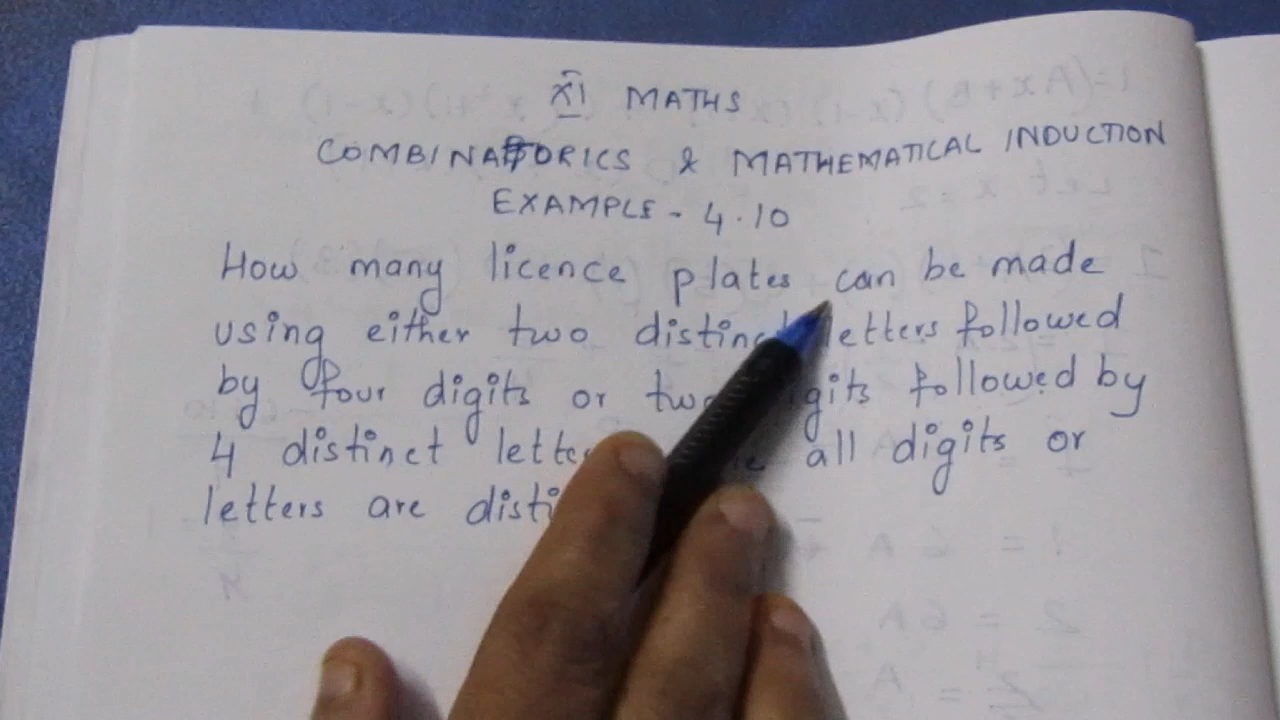 XI MATHS
COMBINATORICS & MATHEMATICAL INDUCTION
EXAMPLE - 4.10
How many licence plates can be made
using either two distinct letters followed
by four digits or two digits followed by
4 distinct letters all digits or
letters are